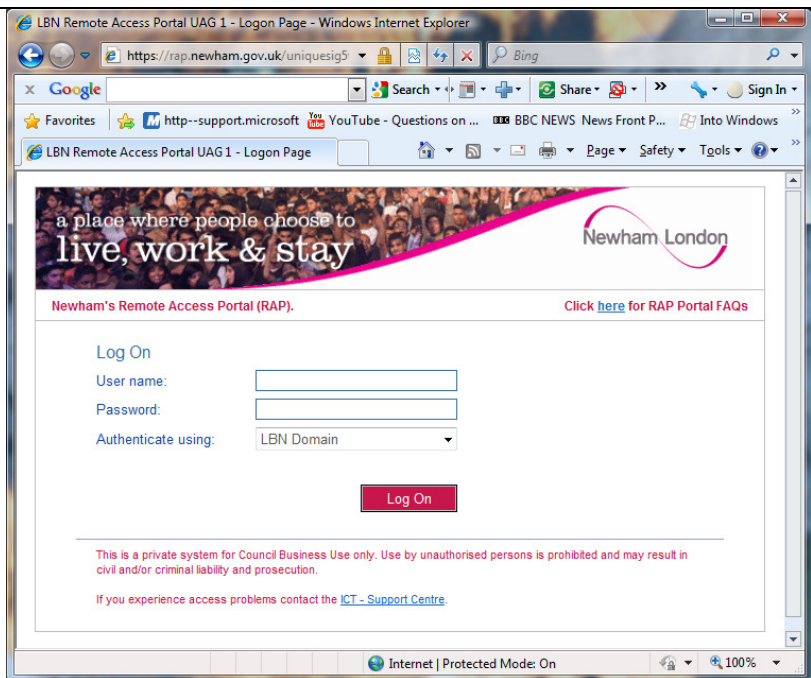 LBN Remote Access Portal UAG 1 - Logon Page - Windows Internet Explorer
https://rap.newham.gov.uk/uniquesig5 Bing
x Google Search Share » Sign In
Favorites http--support.microsoft YouTube - Questions on ... BBC NEWS News Front P... Into Windows »
LBN Remote Access Portal UAG 1 - Logon Page Page Safety Tools »
a place where people choose to
live, work & stay
Newham London
Newham's Remote Access Portal (RAP). Click here for RAP Portal FAQs
Log On
User name:
Password:
Authenticate using: LBN Domain
Log On
This is a private system for Council Business Use only. Use by unauthorised persons is prohibited and may result in
civil and/or criminal liability and prosecution.
If you experience access problems contact the ICT - Support Centre.
Internet | Protected Mode: On 100%